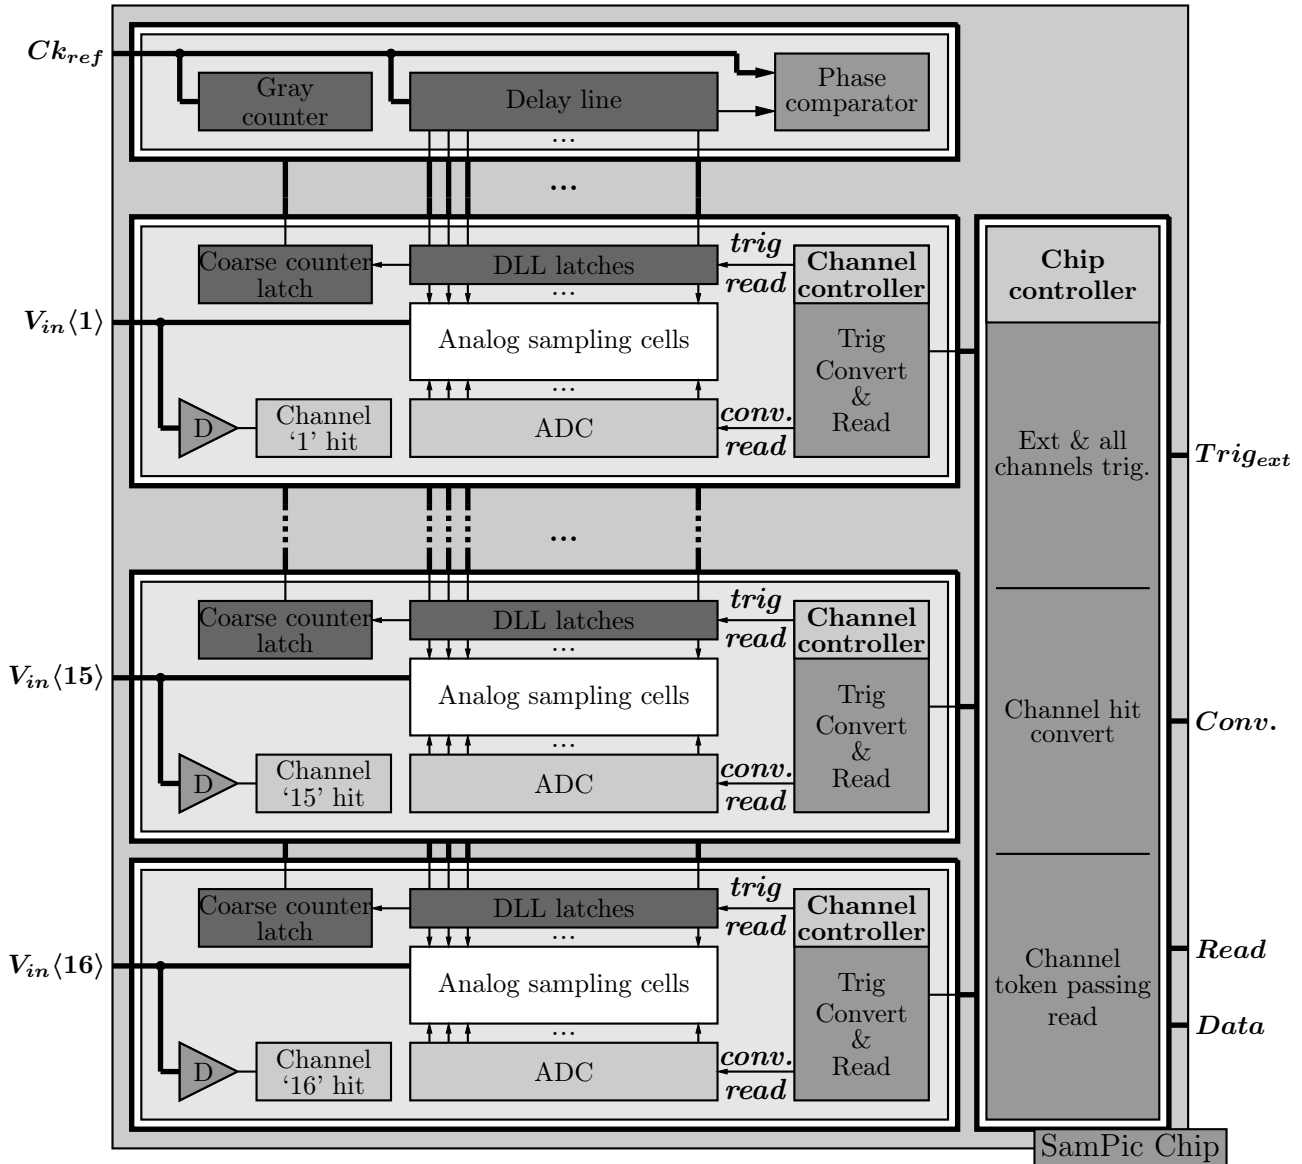 Ck_ref
Gray
counter
Delay line
Phase
comparator
...
...
V_in⟨1⟩
Coarse counter
latch
DLL latches
trig
read
Channel
controller
...
Analog sampling cells
Trig
Convert
&
Read
...
D
Channel
‘1’ hit
ADC
conv.
read
...
V_in⟨15⟩
Coarse counter
latch
DLL latches
trig
read
Channel
controller
...
Analog sampling cells
Trig
Convert
&
Read
...
D
Channel
‘15’ hit
ADC
conv.
read
V_in⟨16⟩
Coarse counter
latch
DLL latches
trig
read
Channel
controller
...
Analog sampling cells
Trig
Convert
&
Read
...
D
Channel
‘16’ hit
ADC
conv.
read
Chip
controller
Ext & all
channels trig.
Channel hit
convert
Channel
token passing
read
Trig_ext
Conv.
Read
Data
SamPic Chip